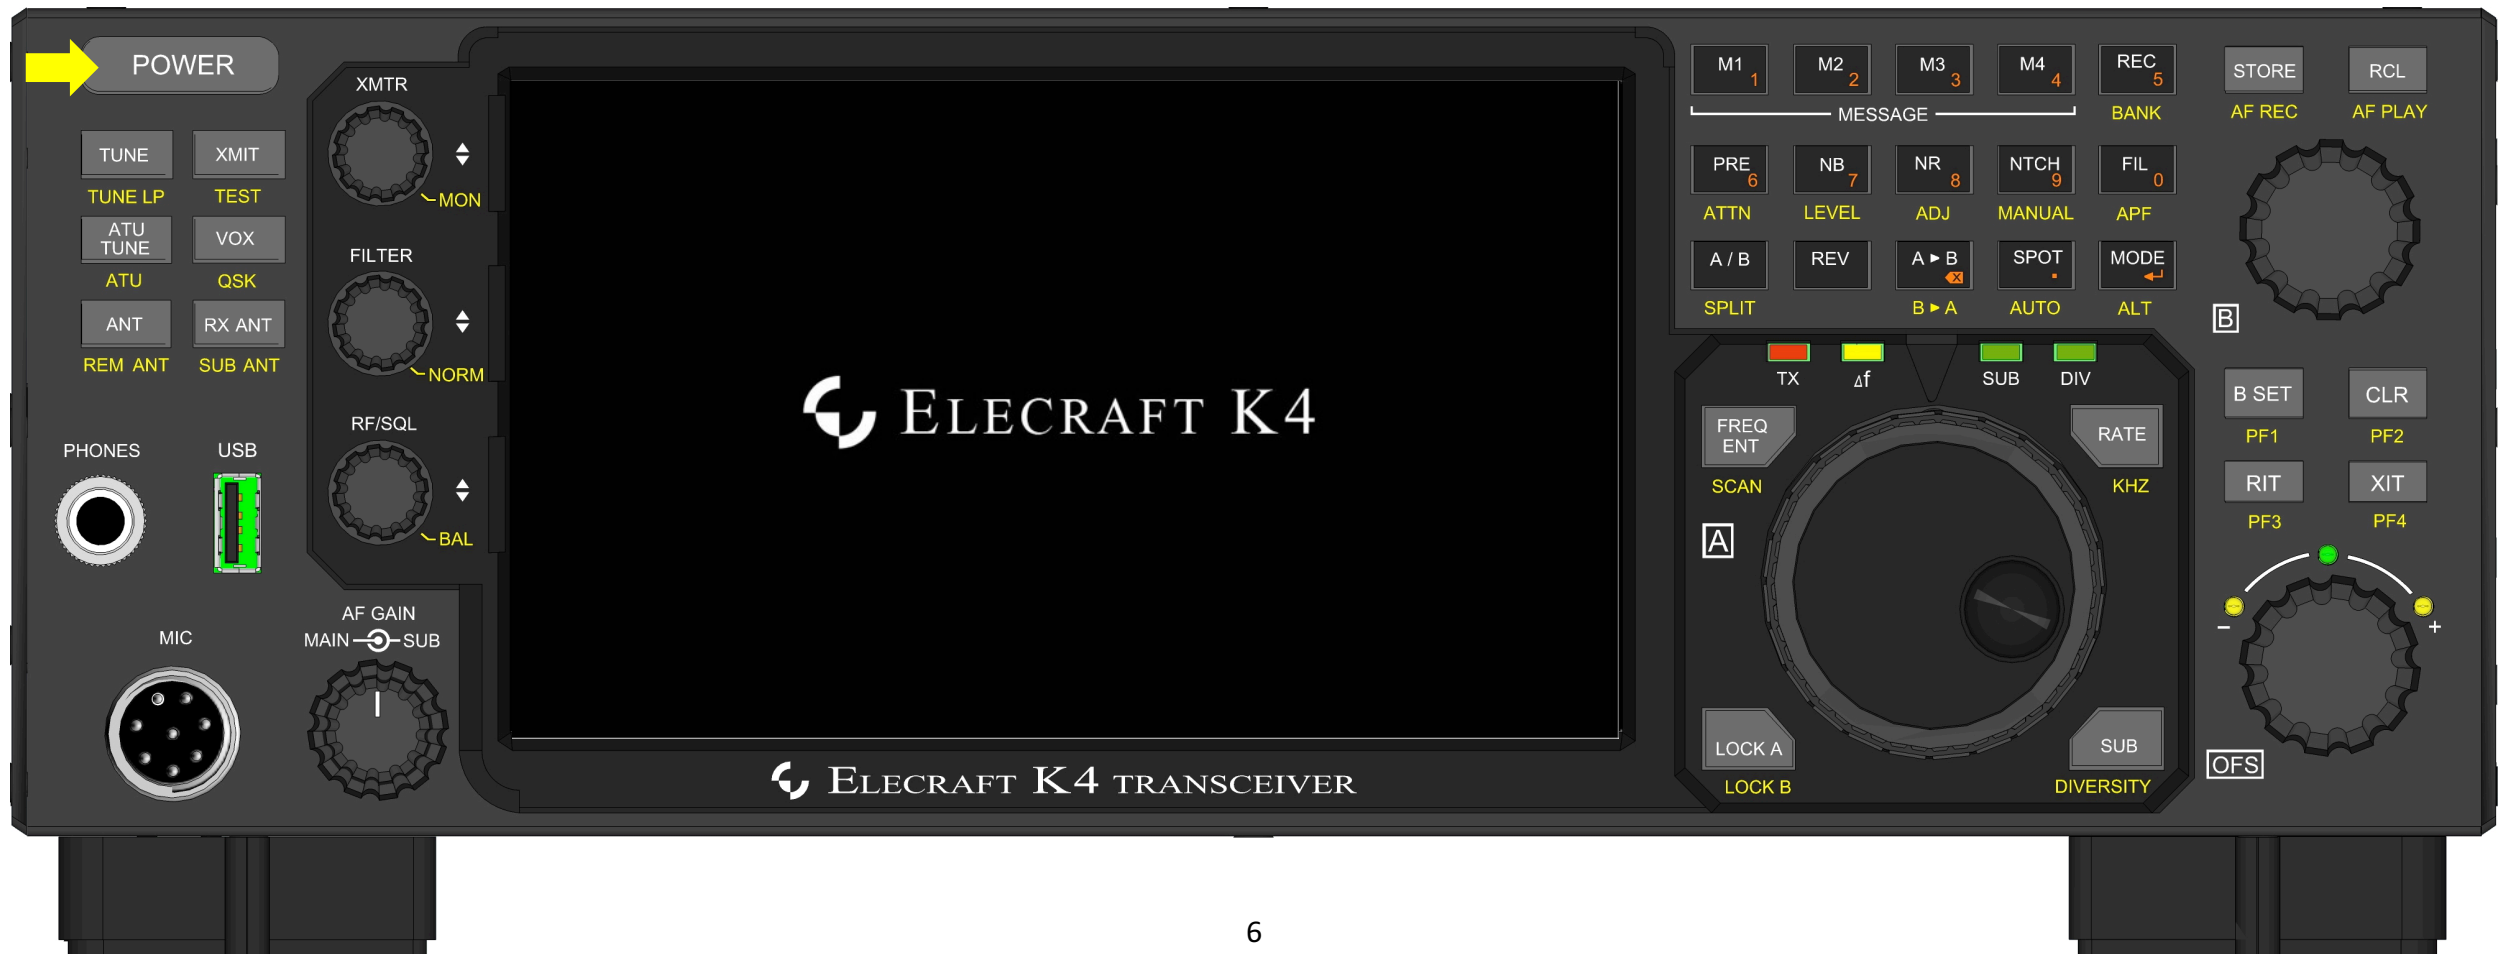 POWER
TUNE XMIT
TUNE LP TEST
ATU
TUNE
VOX
ATU QSK
ANT RX ANT
REM ANT SUB ANT
PHONES USB
MIC
XMTR
MON
FILTER
NORM
RF/SQL
BAL
AF GAIN
MAIN SUB
ELECRAFT K4
ELECRAFT K4 TRANSCEIVER
M1 1 M2 2 M3 3 M4 4 REC 5
MESSAGE BANK
PRE 6 NB 7 NR 8 NTCH 9 FIL 0
ATTN LEVEL ADJ MANUAL APF
A / B REV A ▸ B SPOT . MODE
SPLIT B ▸ A AUTO ALT
TX Δf SUB DIV
FREQ
ENT
RATE
SCAN KHZ
A
LOCK A SUB
LOCK B DIVERSITY
STORE RCL
AF REC AF PLAY
B
B SET CLR
PF1 PF2
RIT XIT
PF3 PF4
– +
OFS
6